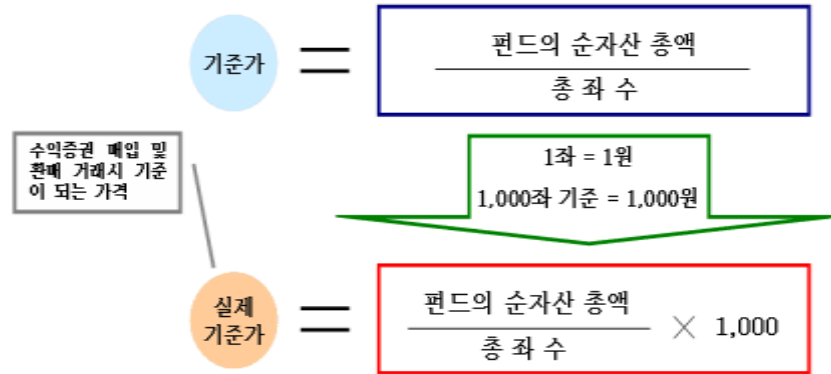 기준가
=
펀드의 순자산 총액
총 좌 수
수익증권 매입 및
환매 거래시 기준
이 되는 가격
1좌 = 1원
1,000좌 기준 = 1,000원
실제
기준가
=
펀드의 순자산 총액
총 좌 수
× 1,000